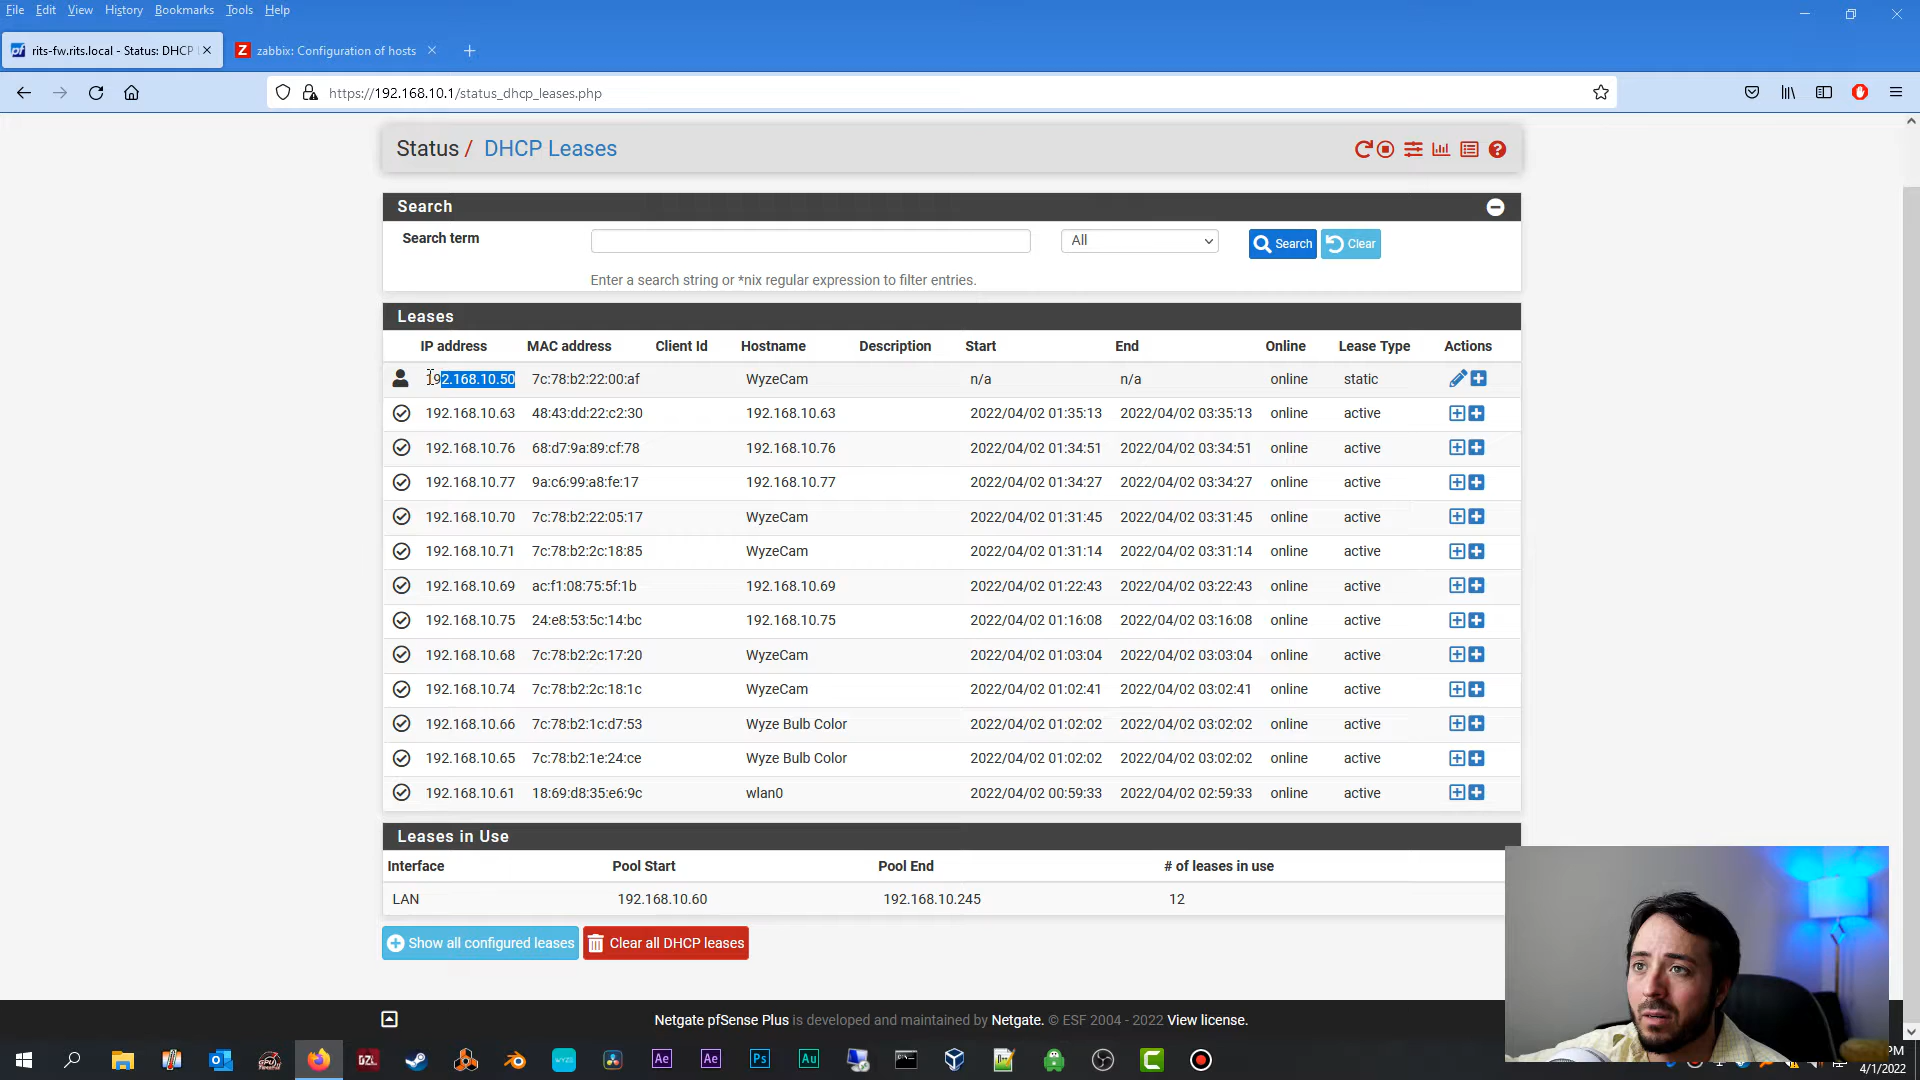 File Edit View History Bookmarks Tools Help
rits-fw.rits.local - Status: DHCP
zabbix: Configuration of hosts
https://192.168.10.1/status_dhcp_leases.php
Status / DHCP Leases
Search
Search term
All
Search
Clear
Enter a search string or *nix regular expression to filter entries.
Leases
IP address MAC address Client Id Hostname Description Start End Online Lease Type Actions
192.168.10.50 7c:78:b2:22:00:af WyzeCam n/a n/a online static
192.168.10.63 48:43:dd:22:c2:30 192.168.10.63 2022/04/02 01:35:13 2022/04/02 03:35:13 online active
192.168.10.76 68:d7:9a:89:cf:78 192.168.10.76 2022/04/02 01:34:51 2022/04/02 03:34:51 online active
192.168.10.77 9a:c6:99:a8:fe:17 192.168.10.77 2022/04/02 01:34:27 2022/04/02 03:34:27 online active
192.168.10.70 7c:78:b2:22:05:17 WyzeCam 2022/04/02 01:31:45 2022/04/02 03:31:45 online active
192.168.10.71 7c:78:b2:2c:18:85 WyzeCam 2022/04/02 01:31:14 2022/04/02 03:31:14 online active
192.168.10.69 ac:f1:08:75:5f:1b 192.168.10.69 2022/04/02 01:22:43 2022/04/02 03:22:43 online active
192.168.10.75 24:e8:53:5c:14:bc 192.168.10.75 2022/04/02 01:16:08 2022/04/02 03:16:08 online active
192.168.10.68 7c:78:b2:2c:17:20 WyzeCam 2022/04/02 01:03:04 2022/04/02 03:03:04 online active
192.168.10.74 7c:78:b2:2c:18:1c WyzeCam 2022/04/02 01:02:41 2022/04/02 03:02:41 online active
192.168.10.66 7c:78:b2:1c:d7:53 Wyze Bulb Color 2022/04/02 01:02:02 2022/04/02 03:02:02 online active
192.168.10.65 7c:78:b2:1e:24:ce Wyze Bulb Color 2022/04/02 01:02:02 2022/04/02 03:02:02 online active
192.168.10.61 18:69:d8:35:e6:9c wlan0 2022/04/02 00:59:33 2022/04/02 02:59:33 online active
Leases in Use
Interface Pool Start Pool End # of leases in use
LAN 192.168.10.60 192.168.10.245 12
Show all configured leases
Clear all DHCP leases
Netgate pfSense Plus is developed and maintained by Netgate. © ESF 2004 - 2022 View license.
DZL
WYZE
Ae Ae Ps Au
PM
4/1/2022